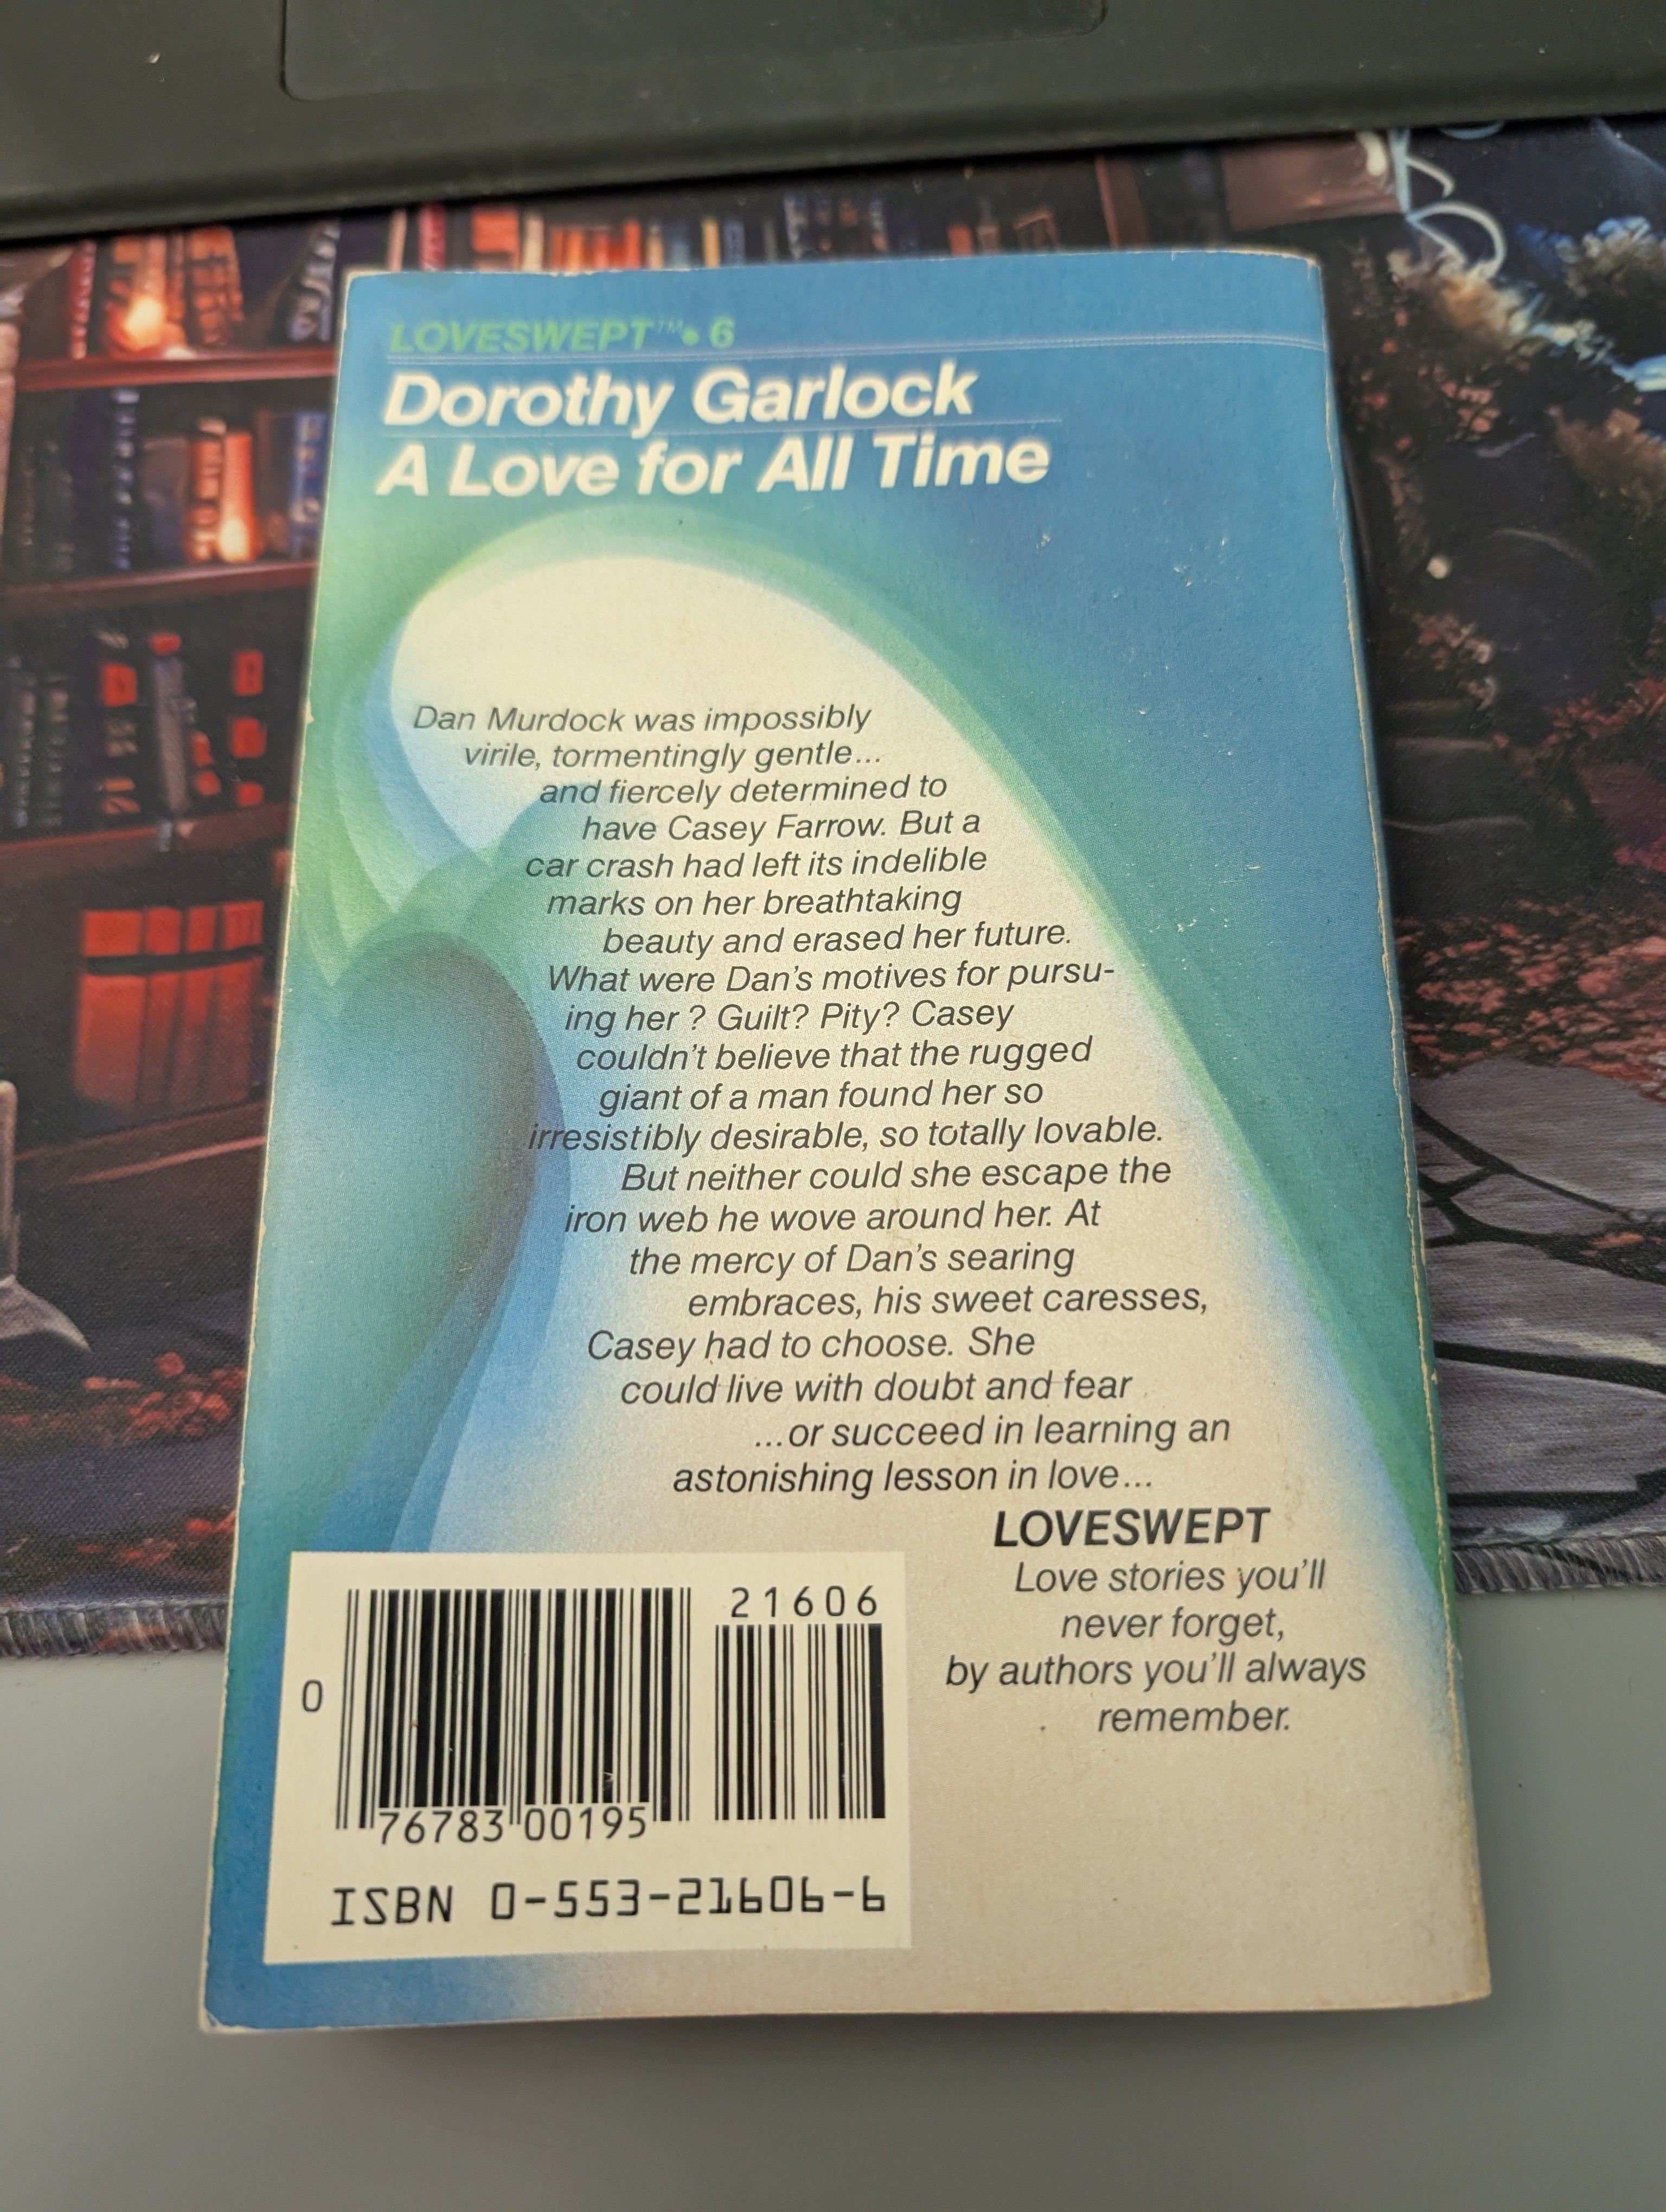 LOVESWEPT™• 6
Dorothy Garlock
A Love for All Time
Dan Murdock was impossibly
virile, tormentingly gentle...
and fiercely determined to
have Casey Farrow. But a
car crash had left its indelible
marks on her breathtaking
beauty and erased her future.
What were Dan's motives for pursu-
ing her ? Guilt? Pity? Casey
couldn't believe that the rugged
giant of a man found her so
irresistibly desirable, so totally lovable.
But neither could she escape the
iron web he wove around her. At
the mercy of Dan's searing
embraces, his sweet caresses,
Casey had to choose. She
could live with doubt and fear
...or succeed in learning an
astonishing lesson in love...
LOVESWEPT
Love stories you'll
never forget,
by authors you'll always
remember.
21606
0
76783 00195
ISBN 0-553-21606-6